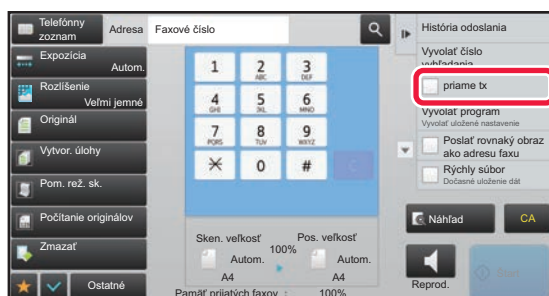 Telefónny
zoznam
Adresa
Faxové číslo
Expozícia
Autom.
Rozlíšenie
Veľmi jemné
Originál
Vytvor. úlohy
Pom. rež. sk.
Počítanie originálov
Zmazať
Ostatné
1
2
ABC
3
DEF
4
GHI
5
JKL
6
MNO
7
PQRS
8
TUV
9
WXYZ
0
#
C
Sken. veľkosť
100%
Pos. veľkosť
Autom.
Autom.
A4
A4
Pamäť prijatých faxov :
100%
História odoslania
Vyvolať číslo
vyhľadania
priame tx
Vyvolať program
Vyvolať uložené nastavenie
Poslať rovnaký obraz
ako adresu faxu
Rýchly súbor
Dočasné uloženie dát
Náhľad
CA
Reprod.
Štart